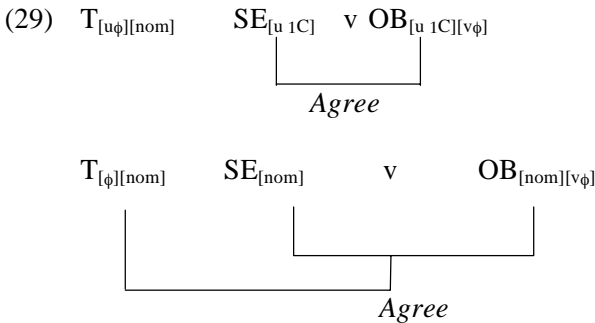 (29) T[uϕ][nom] SE[u 1C] v OB[u 1C][vϕ]
Agree
T[ϕ][nom] SE[nom] v OB[nom][vϕ]
Agree